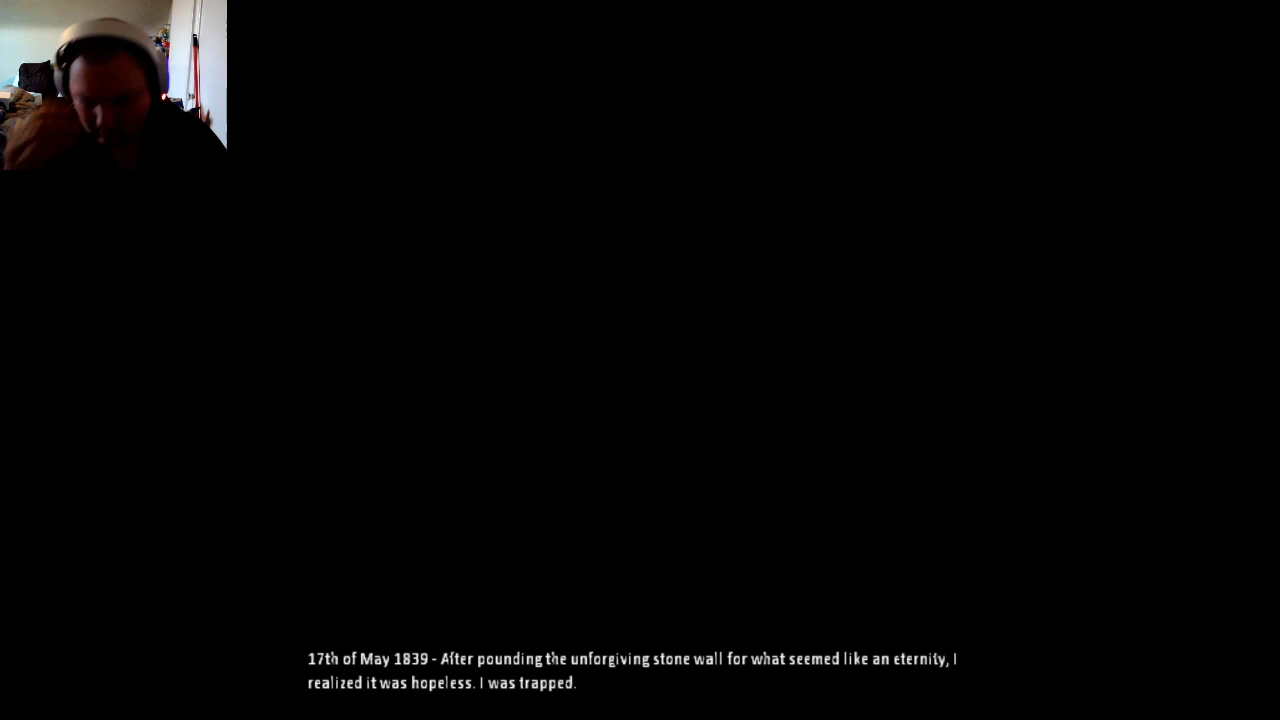 17th of May 1839 - After pounding the unforgiving stone wall for what seemed like an eternity, I
realized it was hopeless. I was trapped.